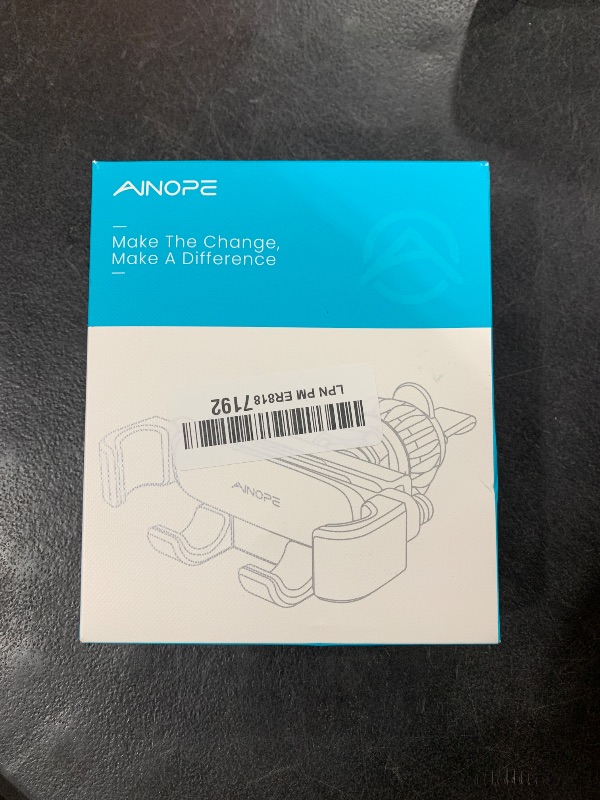 AINOPE
Make The Change,
Make A Difference
LPN PM ER818 7192
AINOPE